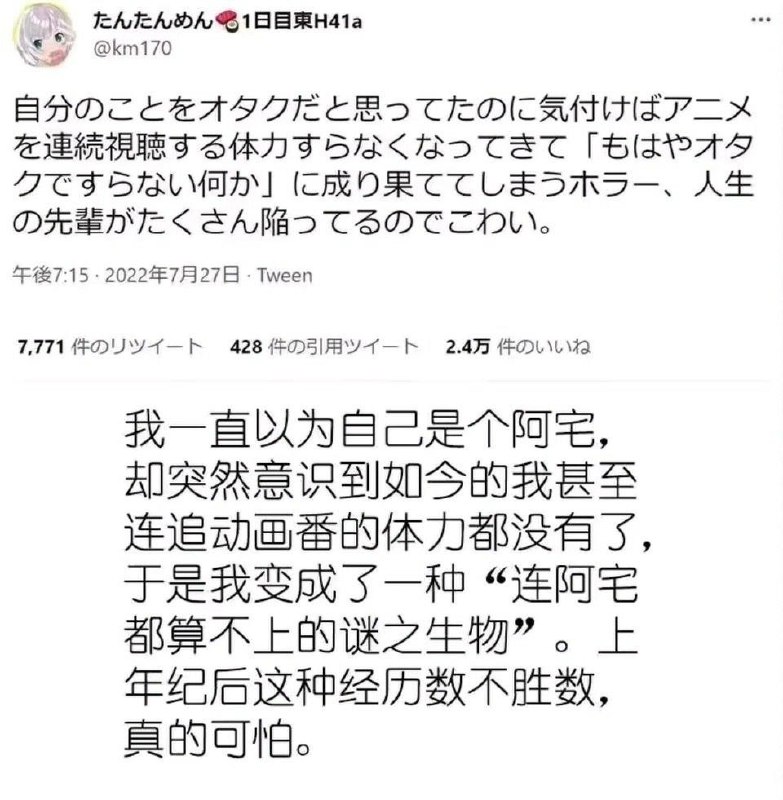 たんたんめん🍣1日目東H41a
@km170
自分のことをオタクだと思ってたのに気付けばアニメ
を連続視聴する体力すらなくなってきて「もはやオタ
クですらない何か」に成り果ててしまうホラー、人生
の先輩がたくさん陥ってるのでこわい。
午後7:15 · 2022年7月27日 · Tween
7,771 件のリツイート 428 件の引用ツイート 2.4万 件のいいね
我一直以为自己是个阿宅，
却突然意识到如今的我甚至
连追动画番的体力都没有了，
于是我变成了一种“连阿宅
都算不上的谜之生物”。上
年纪后这种经历数不胜数，
真的可怕。